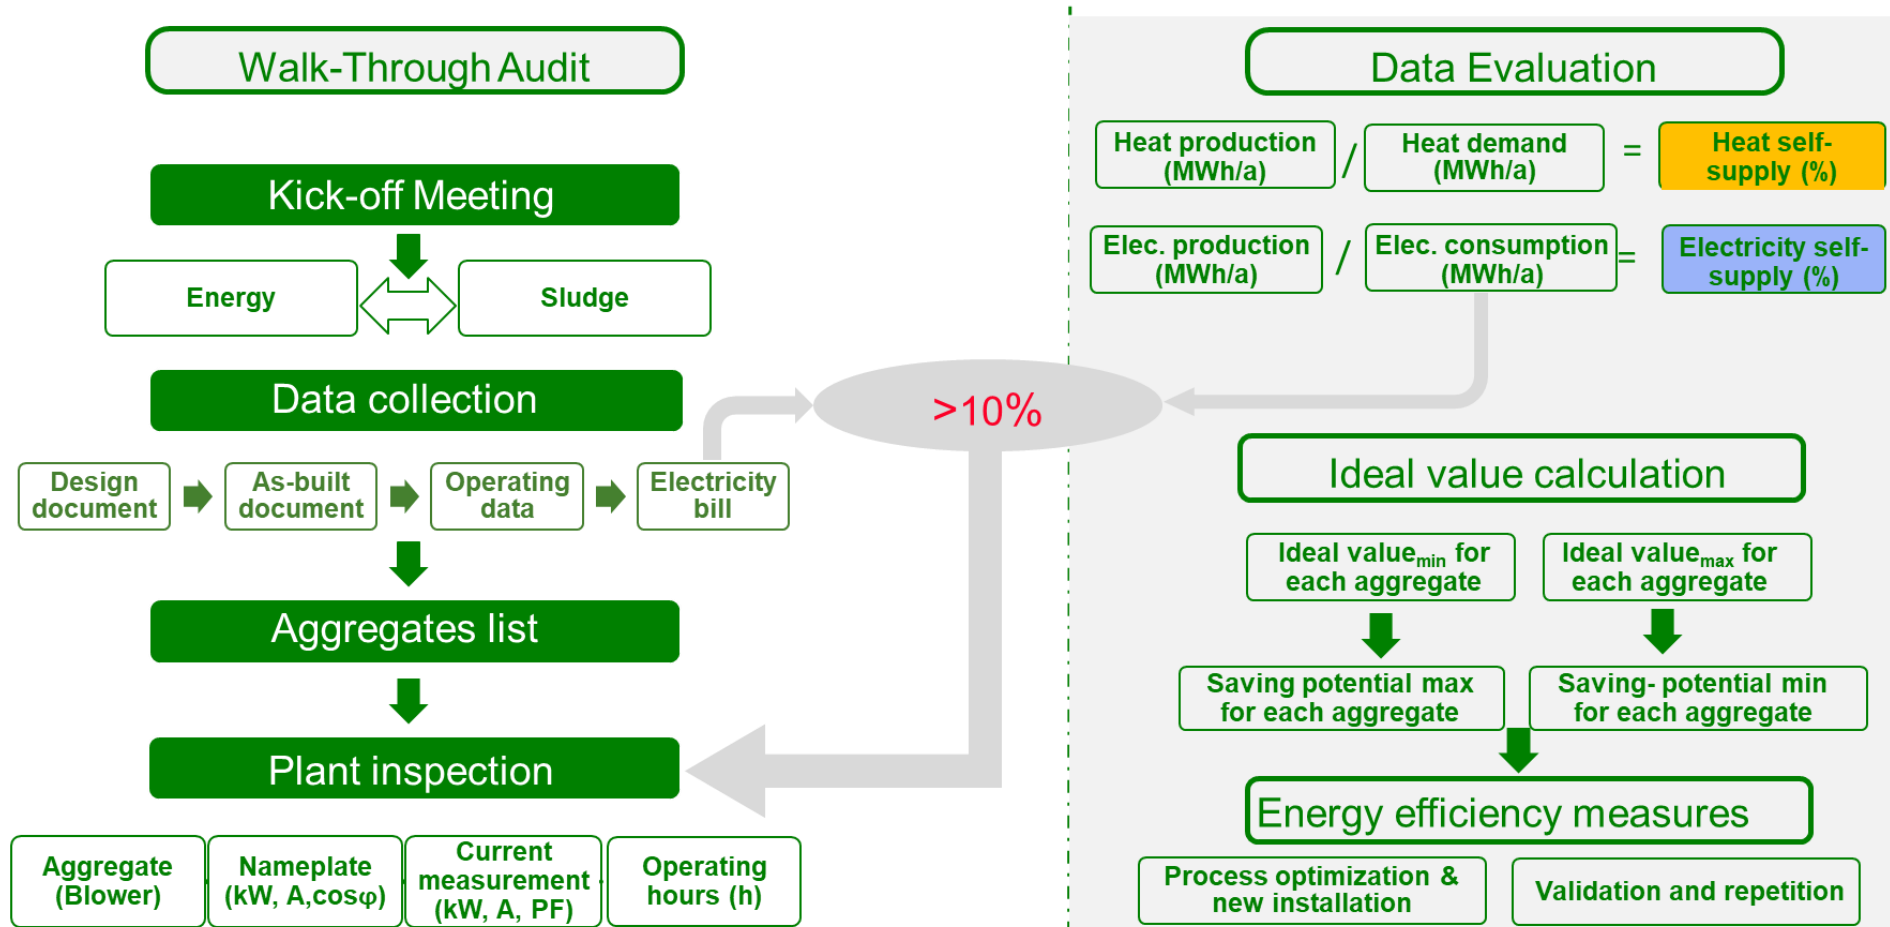 Walk-Through Audit
Kick-off Meeting
Energy
Sludge
Data collection
Design
document
As-built
document
Operating
data
Electricity
bill
Aggregates list
Plant inspection
Aggregate
(Blower)
Nameplate
(kW, A,cosφ)
Current
measurement
(kW, A, PF)
Operating
hours (h)
>10%
Data Evaluation
Heat production
(MWh/a)
/
Heat demand
(MWh/a)
=
Heat self-
supply (%)
Elec. production
(MWh/a)
/
Elec. consumption
(MWh/a)
=
Electricity self-
supply (%)
Ideal value calculation
Ideal valuemin for
each aggregate
Ideal valuemax for
each aggregate
Saving potential max
for each aggregate
Saving- potential min
for each aggregate
Energy efficiency measures
Process optimization &
new installation
Validation and repetition